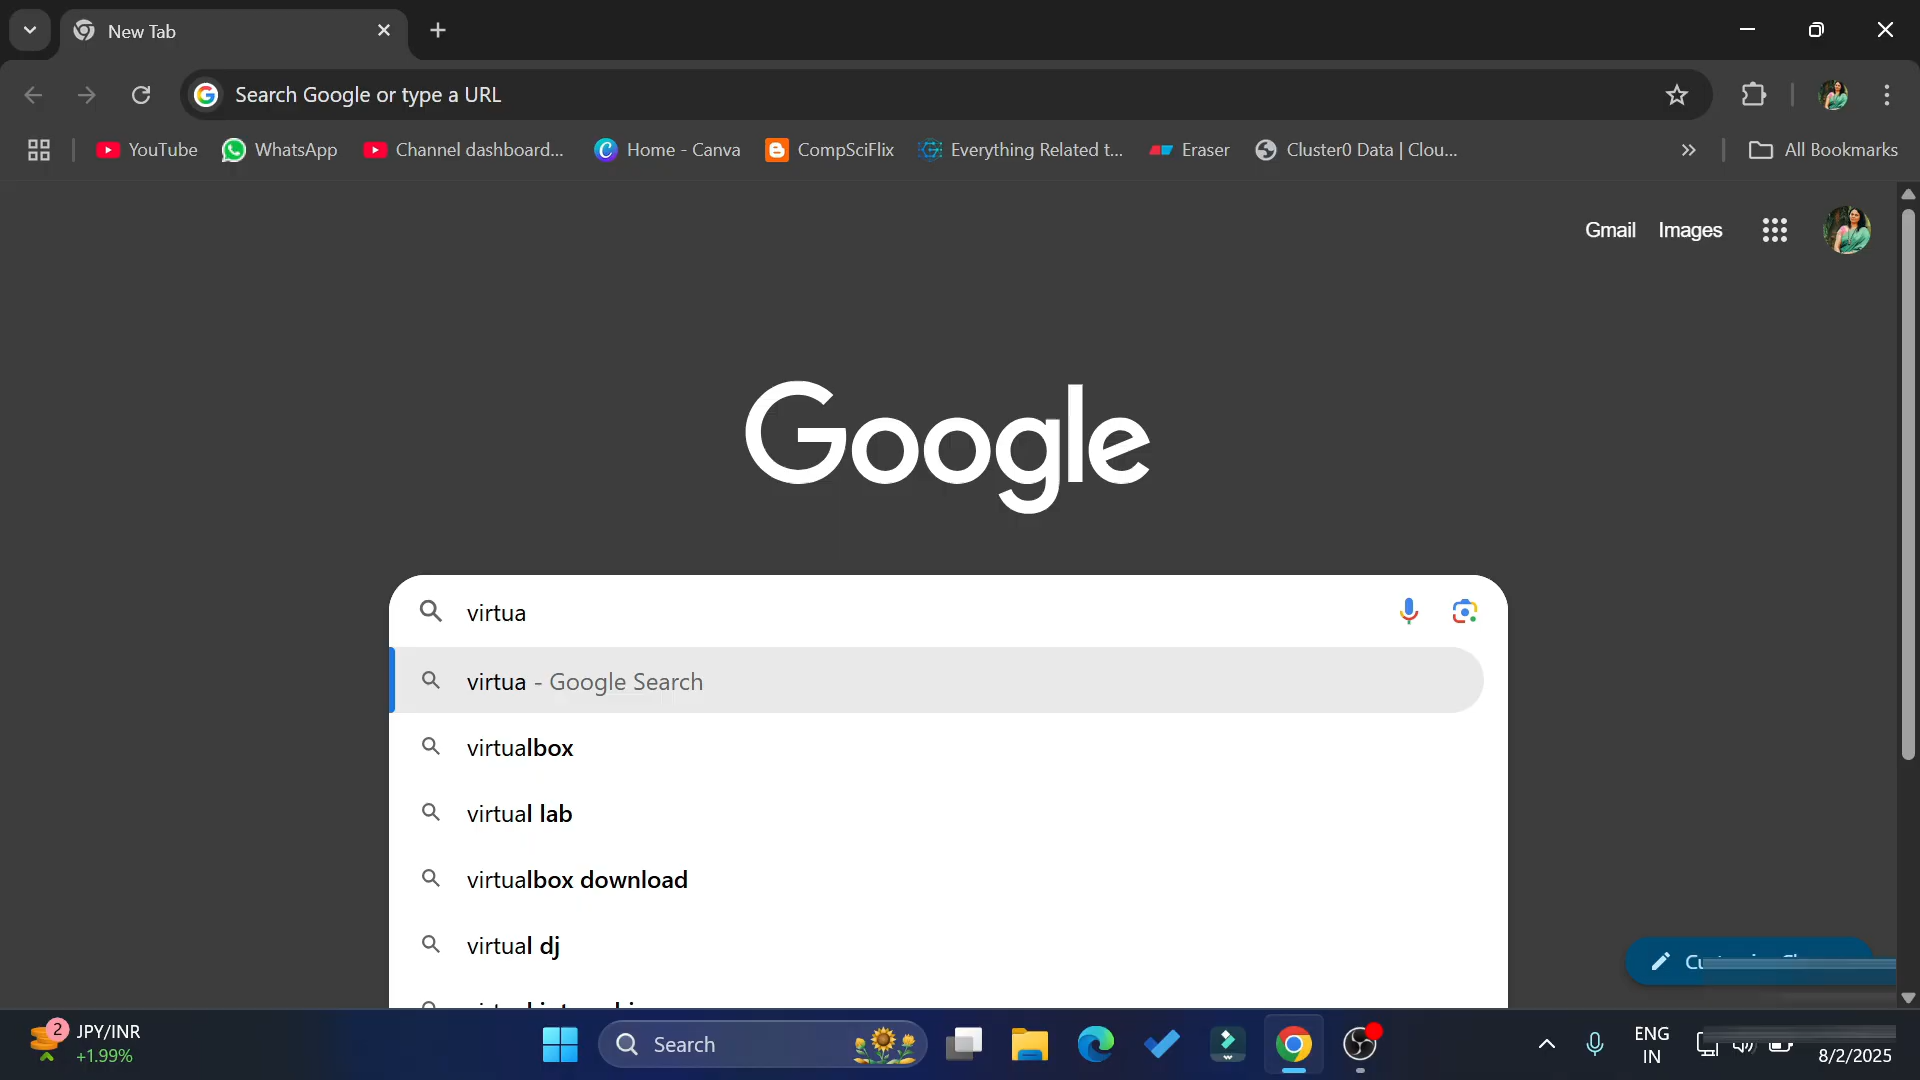 New Tab
Search Google or type a URL
YouTube
WhatsApp
Channel dashboard...
Home - Canva
CompSciFlix
Everything Related t...
Eraser
Cluster0 Data | Clou...
All Bookmarks
Gmail
Images
Google
virtua
virtua - Google Search
virtualbox
virtual lab
virtualbox download
virtual dj
2
JPY/INR
+1.99%
Search
ENG
IN
8/2/2025